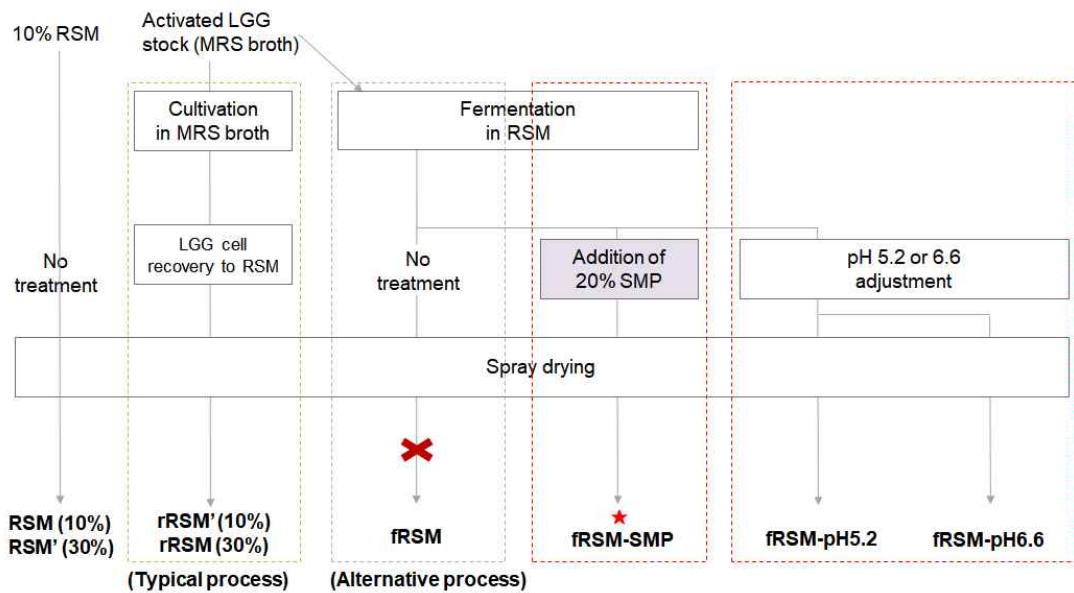 10% RSM
Activated LGG
stock (MRS broth)
Cultivation
in MRS broth
Fermentation
in RSM
No
treatment
LGG cell
recovery to RSM
No
treatment
Addition of
20% SMP
pH 5.2 or 6.6
adjustment
Spray drying
RSM (10%)
RSM' (30%)
rRSM' (10%)
rRSM (30%)
(Typical process)
fRSM
(Alternative process)
fRSM-SMP
fRSM-pH5.2
fRSM-pH6.6